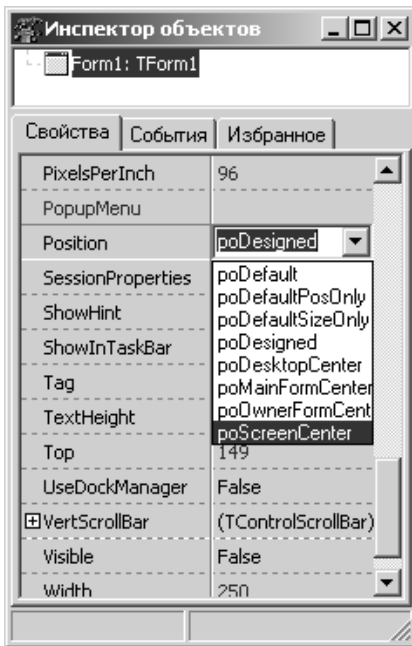 Инспектор объектов
Form1: TForm1
Свойства События Избранное
PixelsPerInch 96
PopupMenu
Position poDesigned
SessionProperties poDefault
poDefaultPosOnly
ShowHint poDefaultSizeOnly
ShowInTaskBar poDesigned
poDesktopCenter
Tag poMainFormCenter
TextHeight poOwnerFormCent
poScreenCenter
Top 149
UseDockManager False
VertScrollBar (TControlScrollBar)
Visible False
Width 250